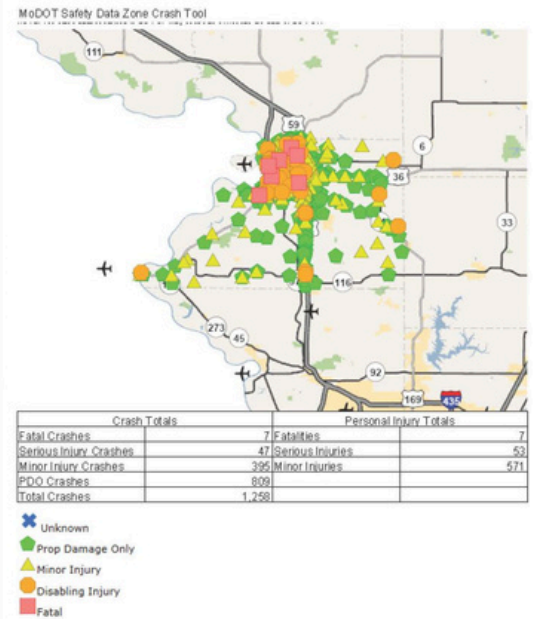 MoDOT Safety Data Zone Crash Tool
111
59
6
36
33
116
273
45
92
169
435
Crash Totals Personal Injury Totals
Fatal Crashes 7 Fatalities 7
Serious Injury Crashes 47 Serious Injuries 53
Minor Injury Crashes 395 Minor Injuries 571
PDO Crashes 809
Total Crashes 1,258
Unknown
Prop Damage Only
Minor Injury
Disabling Injury
Fatal